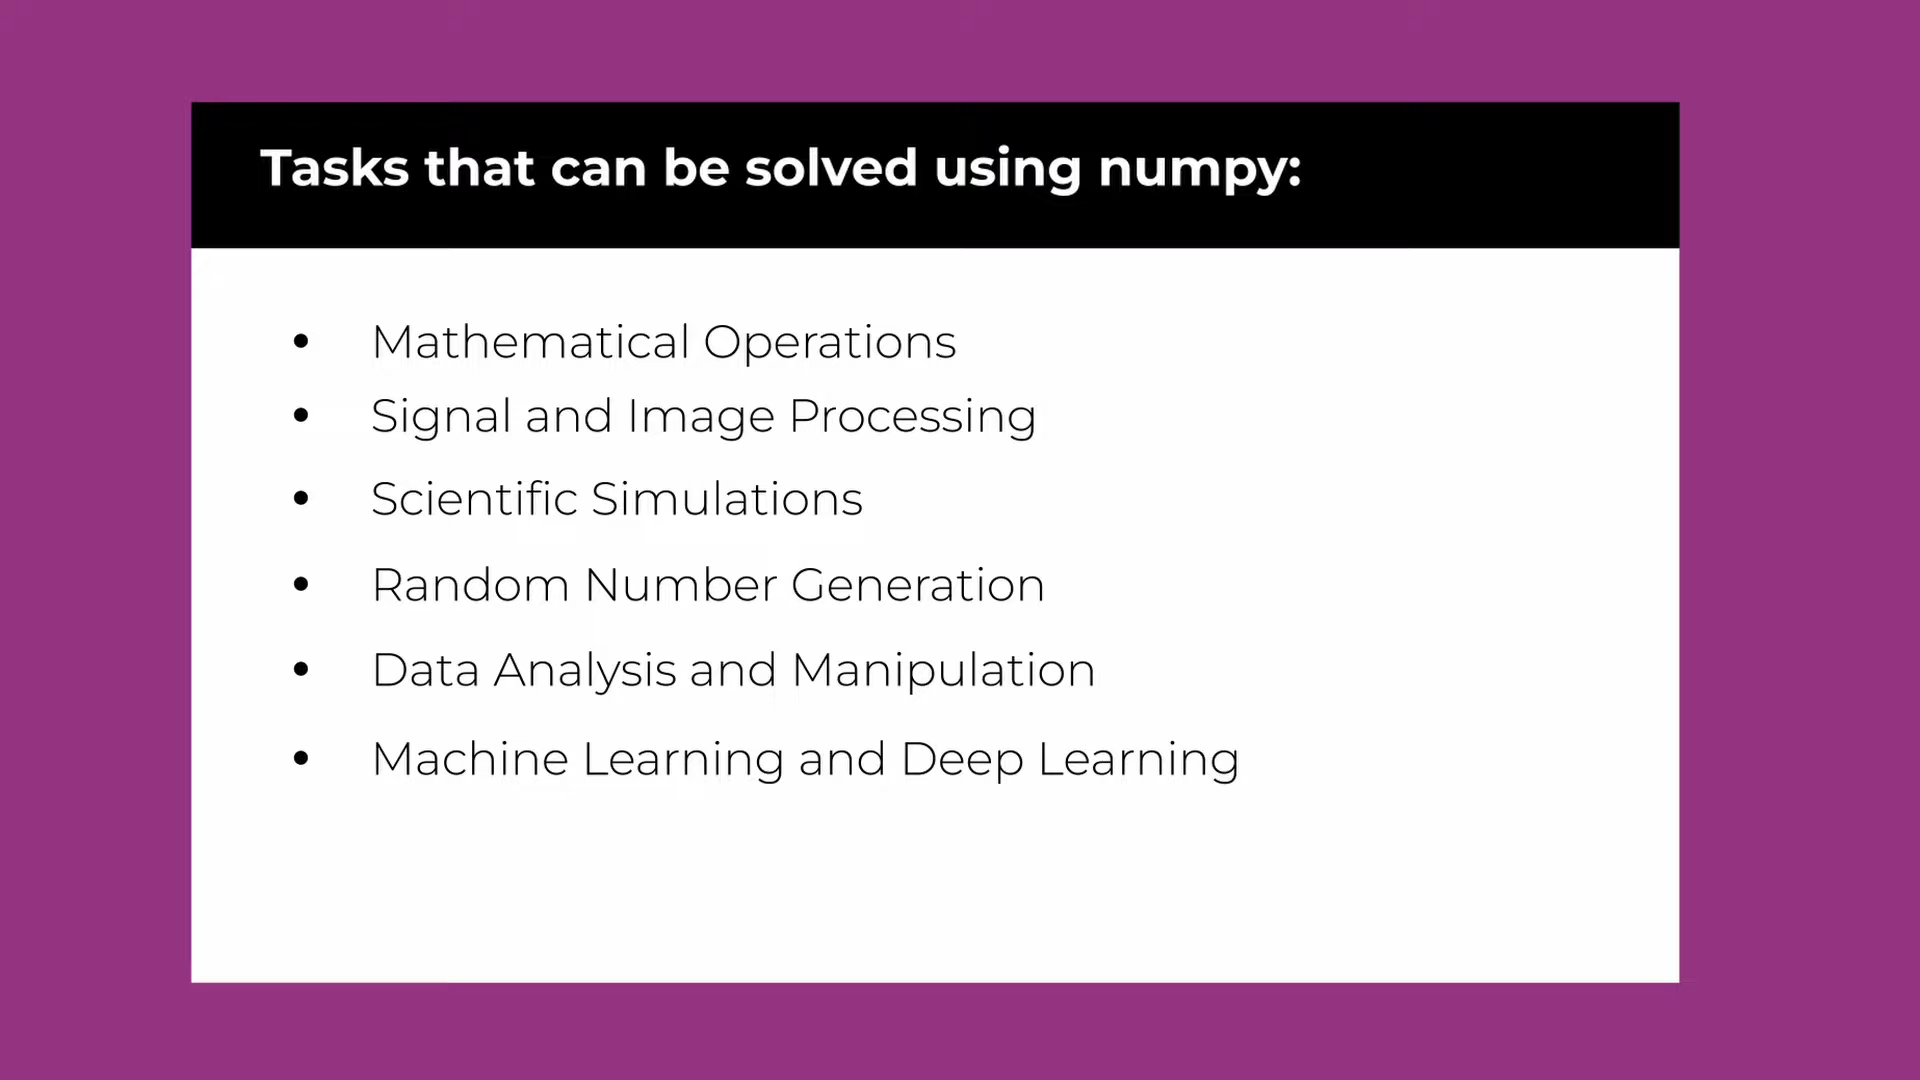 Tasks that can be solved using numpy:
• Mathematical Operations
• Signal and Image Processing
• Scientific Simulations
• Random Number Generation
• Data Analysis and Manipulation
• Machine Learning and Deep Learning